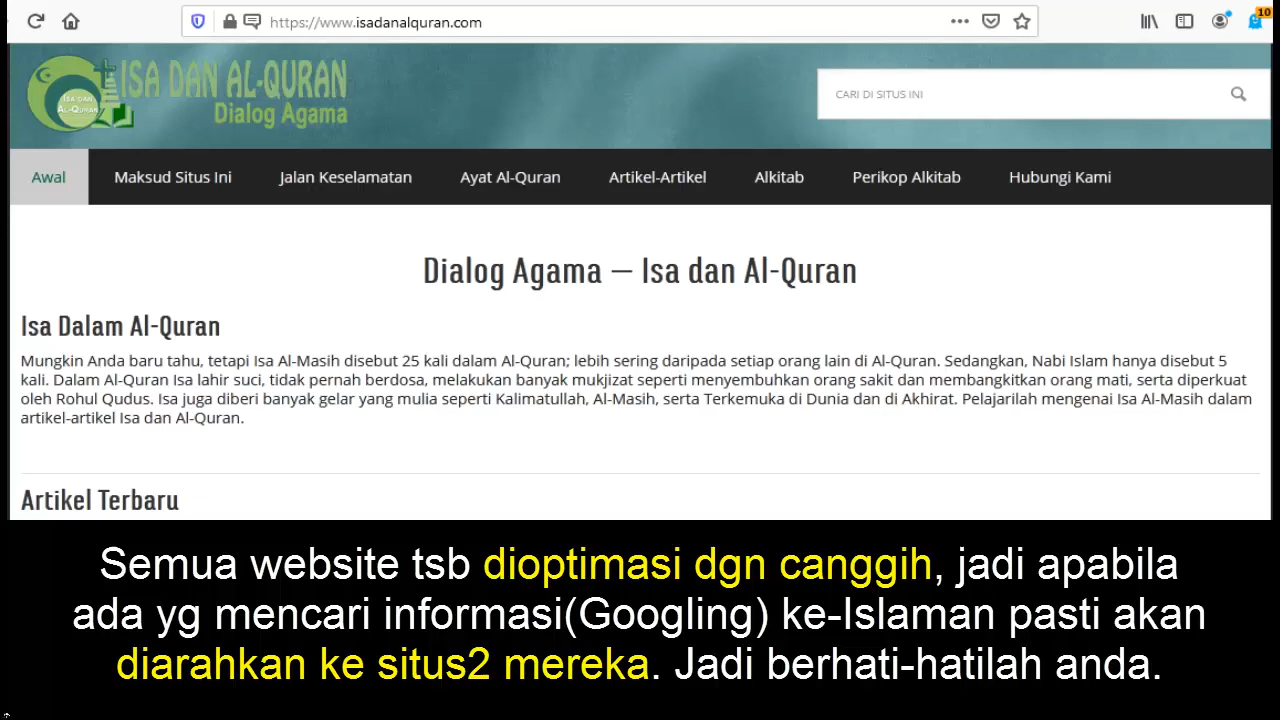 https://www.isadanalquran.com
10
ISA DAN AL-QURAN
Dialog Agama
ISA DAN
AL-QURAN
CARI DI SITUS INI
Awal Maksud Situs Ini Jalan Keselamatan Ayat Al-Quran Artikel-Artikel Alkitab Perikop Alkitab Hubungi Kami
Dialog Agama — Isa dan Al-Quran
Isa Dalam Al-Quran
Mungkin Anda baru tahu, tetapi Isa Al-Masih disebut 25 kali dalam Al-Quran; lebih sering daripada setiap orang lain di Al-Quran. Sedangkan, Nabi Islam hanya disebut 5
kali. Dalam Al-Quran Isa lahir suci, tidak pernah berdosa, melakukan banyak mukjizat seperti menyembuhkan orang sakit dan membangkitkan orang mati, serta diperkuat
oleh Rohul Qudus. Isa juga diberi banyak gelar yang mulia seperti Kalimatullah, Al-Masih, serta Terkemuka di Dunia dan di Akhirat. Pelajarilah mengenai Isa Al-Masih dalam
artikel-artikel Isa dan Al-Quran.
Artikel Terbaru
Semua website tsb dioptimasi dgn canggih, jadi apabila
ada yg mencari informasi(Googling) ke-Islaman pasti akan
diarahkan ke situs2 mereka. Jadi berhati-hatilah anda.